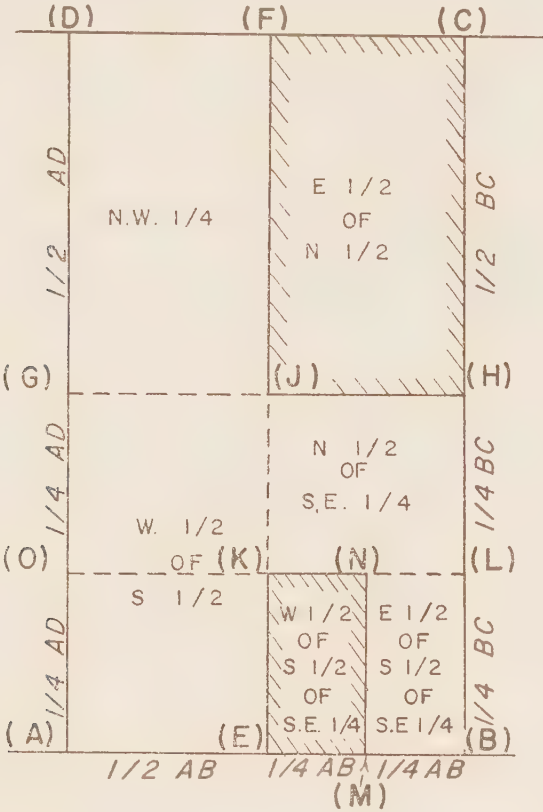 (D) (F) (C)
1/2 AD
N.W. 1/4
E 1/2
OF
N 1/2
1/2 BC
(G) (J) (H)
1/4 AD
N 1/2
OF
S.E. 1/4
1/4 BC
W. 1/2
OF
S 1/2
(O) (K) (N) (L)
1/4 AD
W 1/2
OF
S 1/2
OF
S.E. 1/4
E 1/2
OF
S 1/2
OF
S.E 1/4
1/4 BC
(A) (E) (B)
1/2 AB 1/4 AB 1/4 AB
(M)